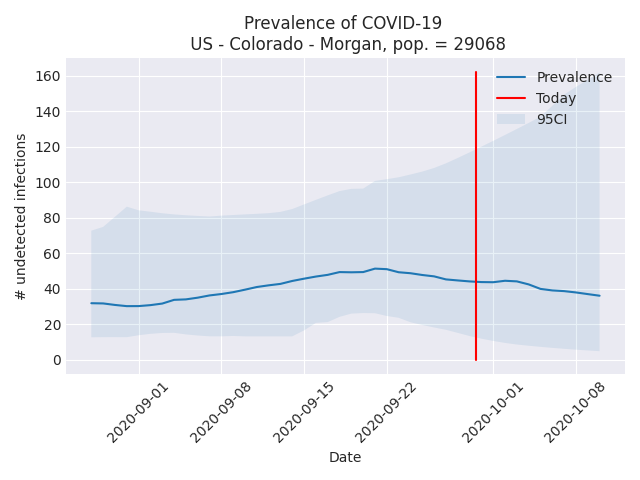 Prevalence of COVID-19
US - Colorado - Morgan, pop. = 29068
160
140
120
100
80
60
40
20
0
# undetected infections
Prevalence
Today
95CI
2020-09-01
2020-09-08
2020-09-15
2020-09-22
2020-10-01
2020-10-08
Date